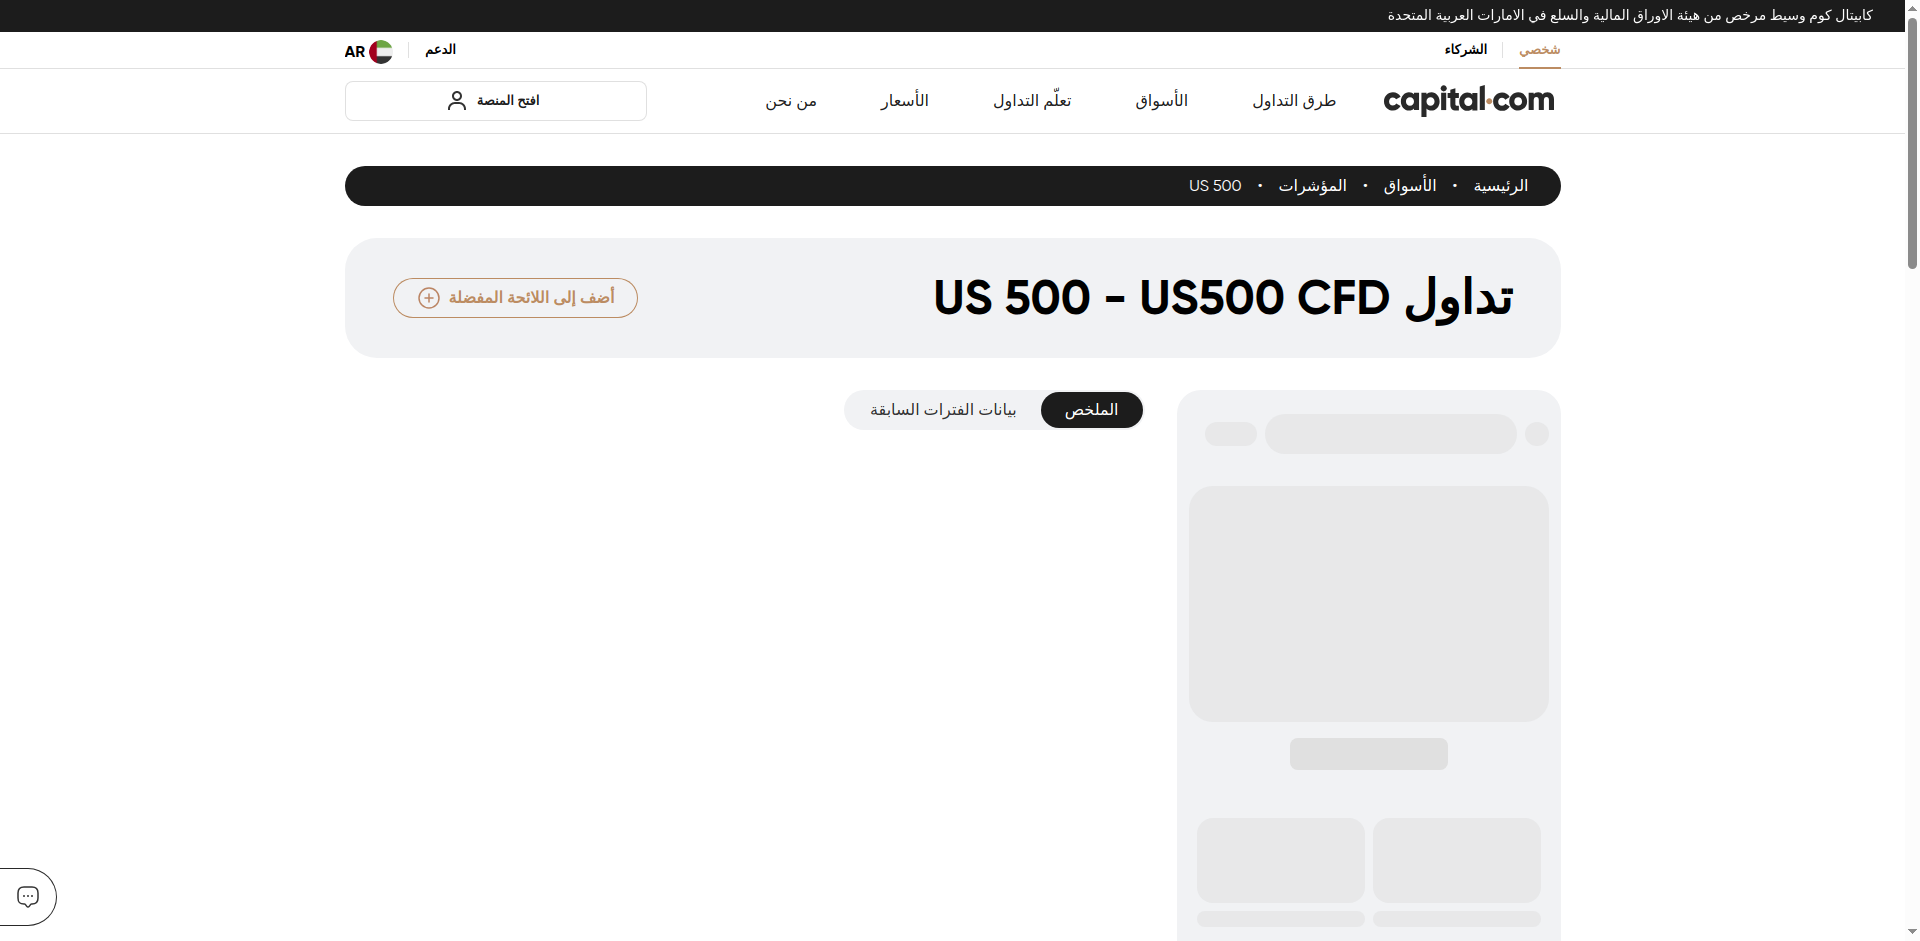 كابيتال كوم وسيط مرخص من هيئة الاوراق المالية والسلع في الامارات العربية المتحدة
شخصي
الشركاء
الدعم
AR
capital.com
طرق التداول
الأسواق
تعلّم التداول
الأسعار
من نحن
افتح المنصة
الرئيسية • الأسواق • المؤشرات • US 500
تداول US 500 - US500 CFD
أضف إلى اللائحة المفضلة
الملخص
بيانات الفترات السابقة